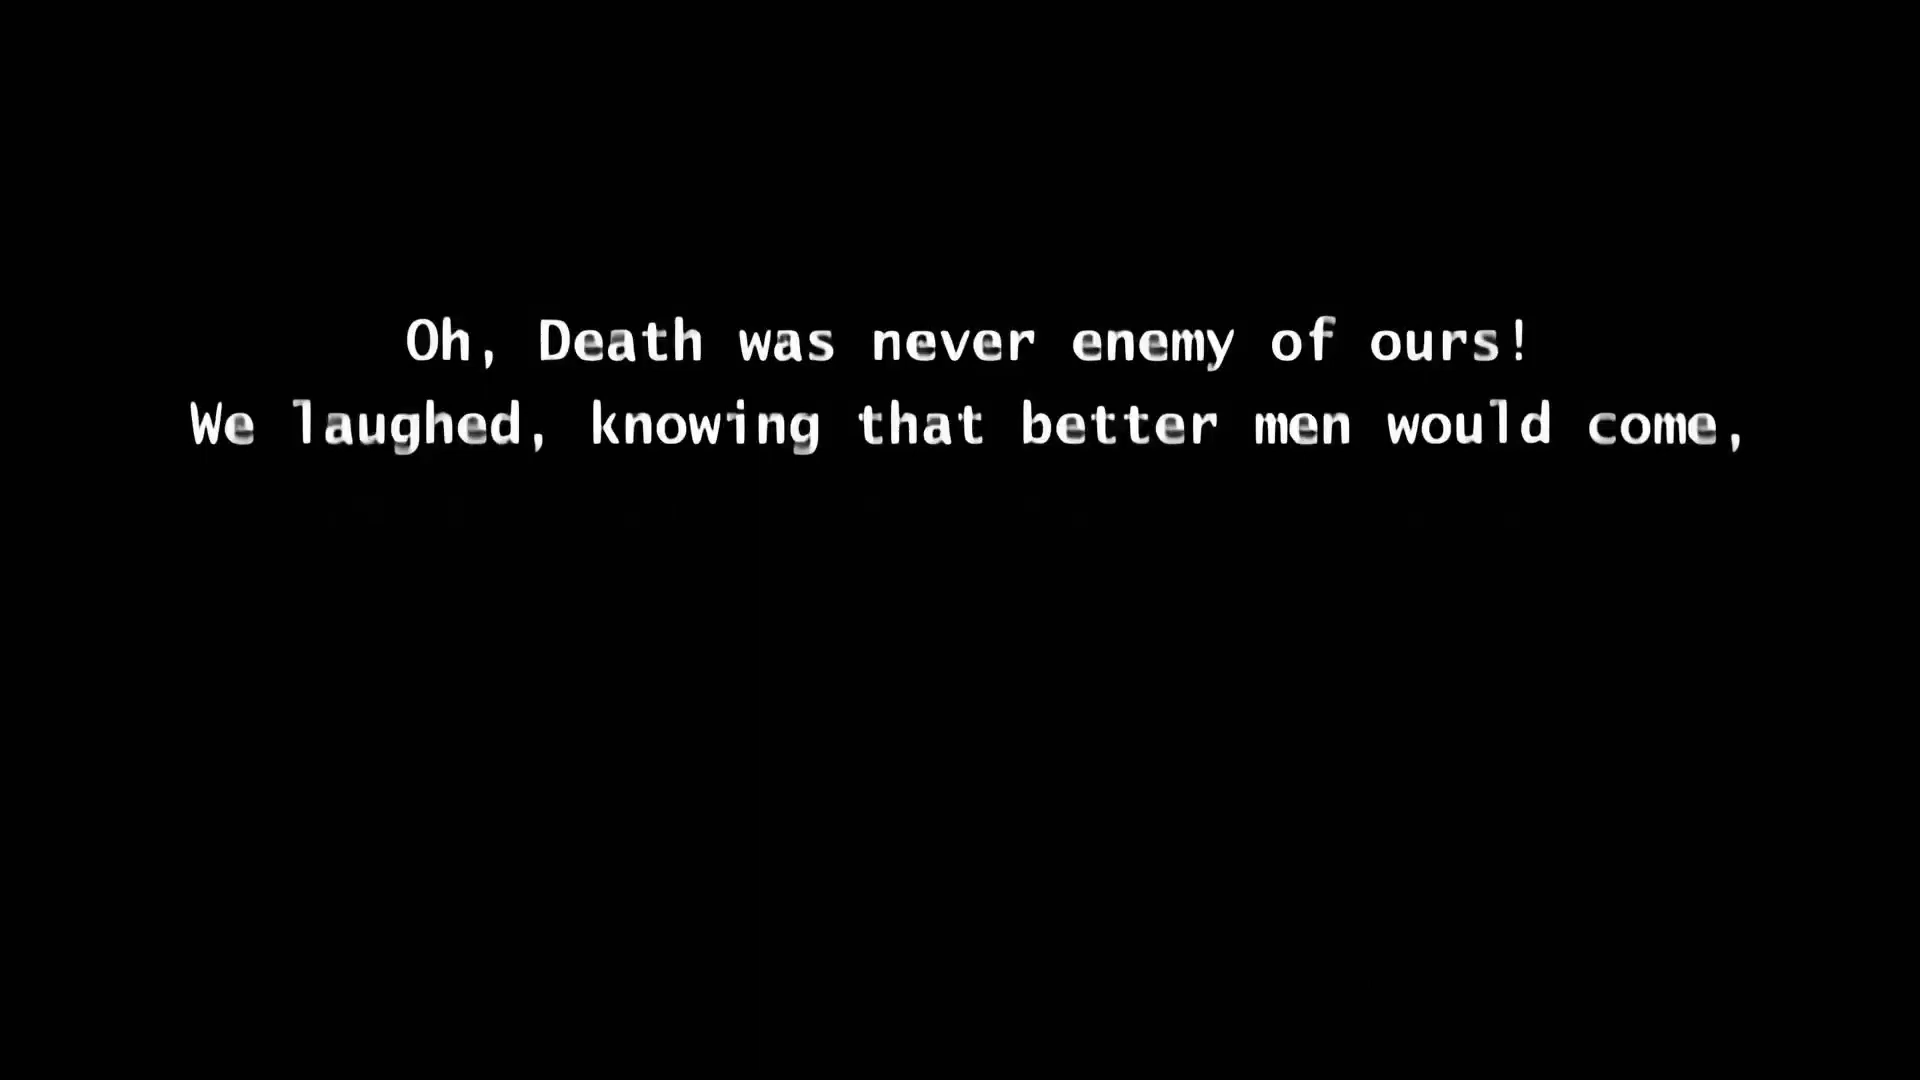 Oh, Death was never enemy of ours!
We laughed, knowing that better men would come,